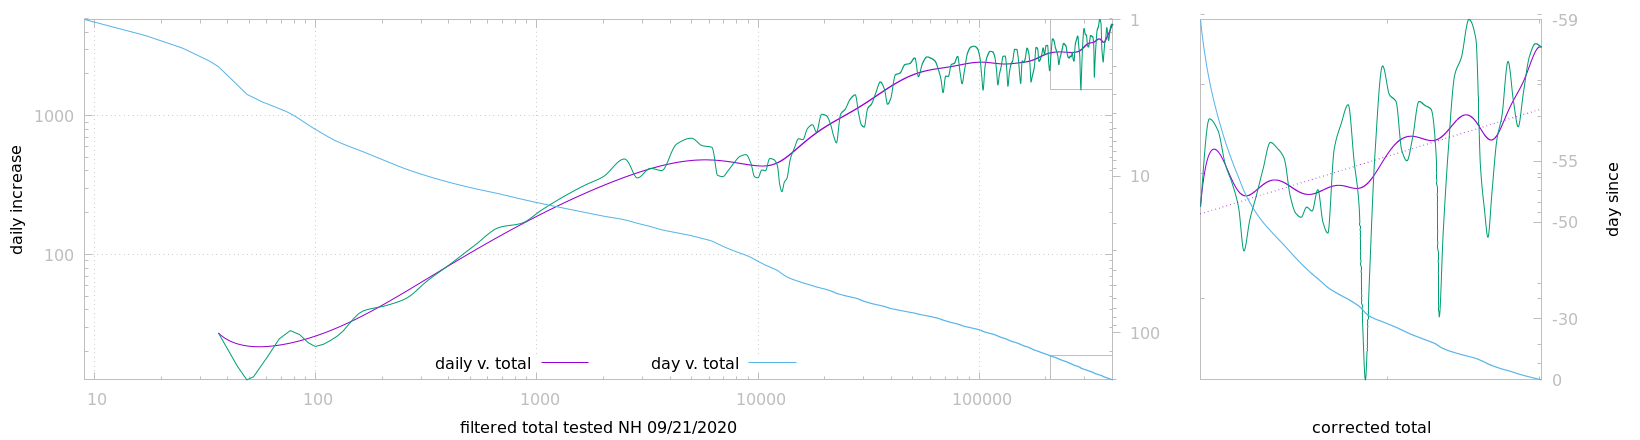 daily increase
1000
100
10
100
1000
10000
100000
1
10
100
daily v. total
day v. total
filtered total tested NH 09/21/2020
-59
-55
-50
-30
0
day since
corrected total